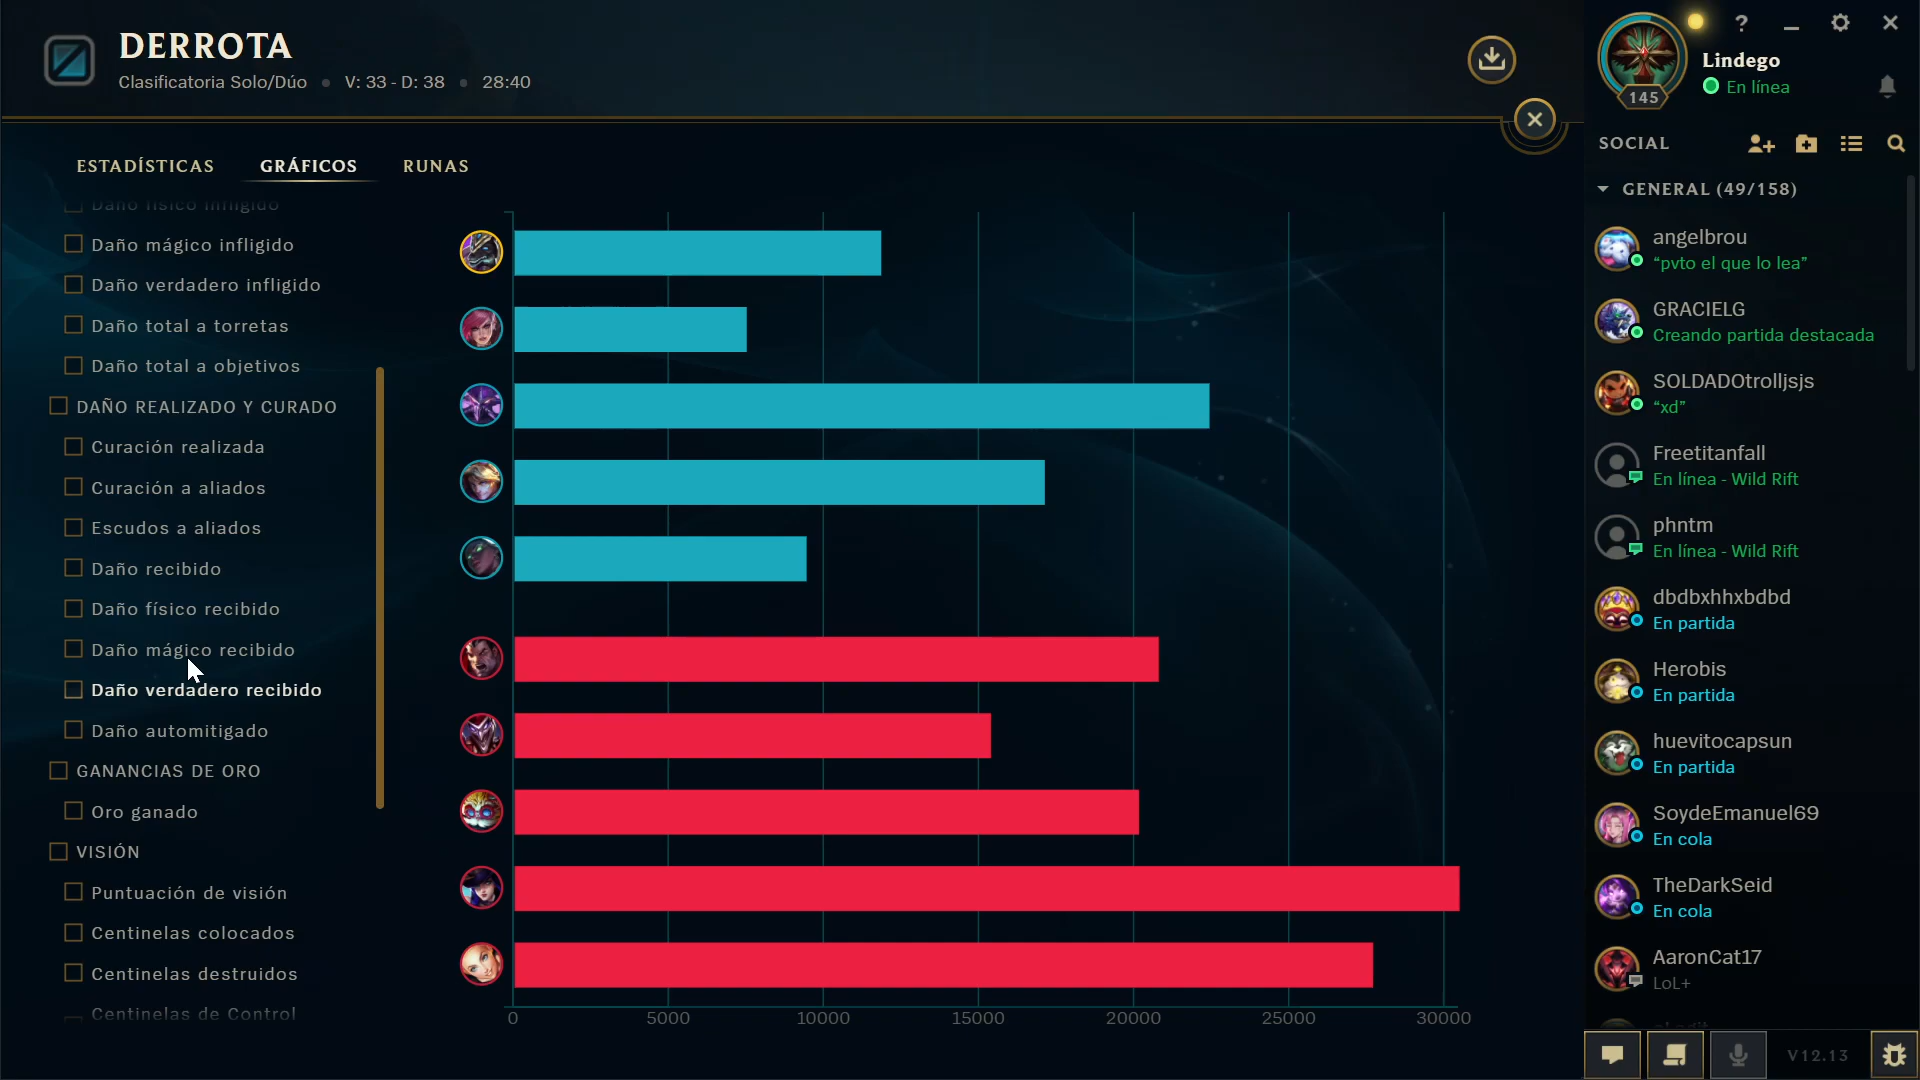 DERROTA
Clasificatoria Solo/Dúo • V: 33 - D: 38 • 28:40
ESTADÍSTICAS GRÁFICOS RUNAS
Daño físico infligido
Daño mágico infligido
Daño verdadero infligido
Daño total a torretas
Daño total a objetivos
DAÑO REALIZADO Y CURADO
Curación realizada
Curación a aliados
Escudos a aliados
Daño recibido
Daño físico recibido
Daño mágico recibido
Daño verdadero recibido
Daño automitigado
GANANCIAS DE ORO
Oro ganado
VISIÓN
Puntuación de visión
Centinelas colocados
Centinelas destruidos
Centinelas de Control
0 5000 10000 15000 20000 25000 30000
?
145
Lindego
En línea
SOCIAL
GENERAL (49/158)
angelbrou
“pvto el que lo lea”
GRACIELG
Creando partida destacada
SOLDADOtrolljsjs
“xd”
Freetitanfall
En línea - Wild Rift
phntm
En línea - Wild Rift
dbdbxhhxbdbd
En partida
Herobis
En partida
huevitocapsun
En partida
SoydeEmanuel69
En cola
TheDarkSeid
En cola
AaronCat17
LoL+
V12.13